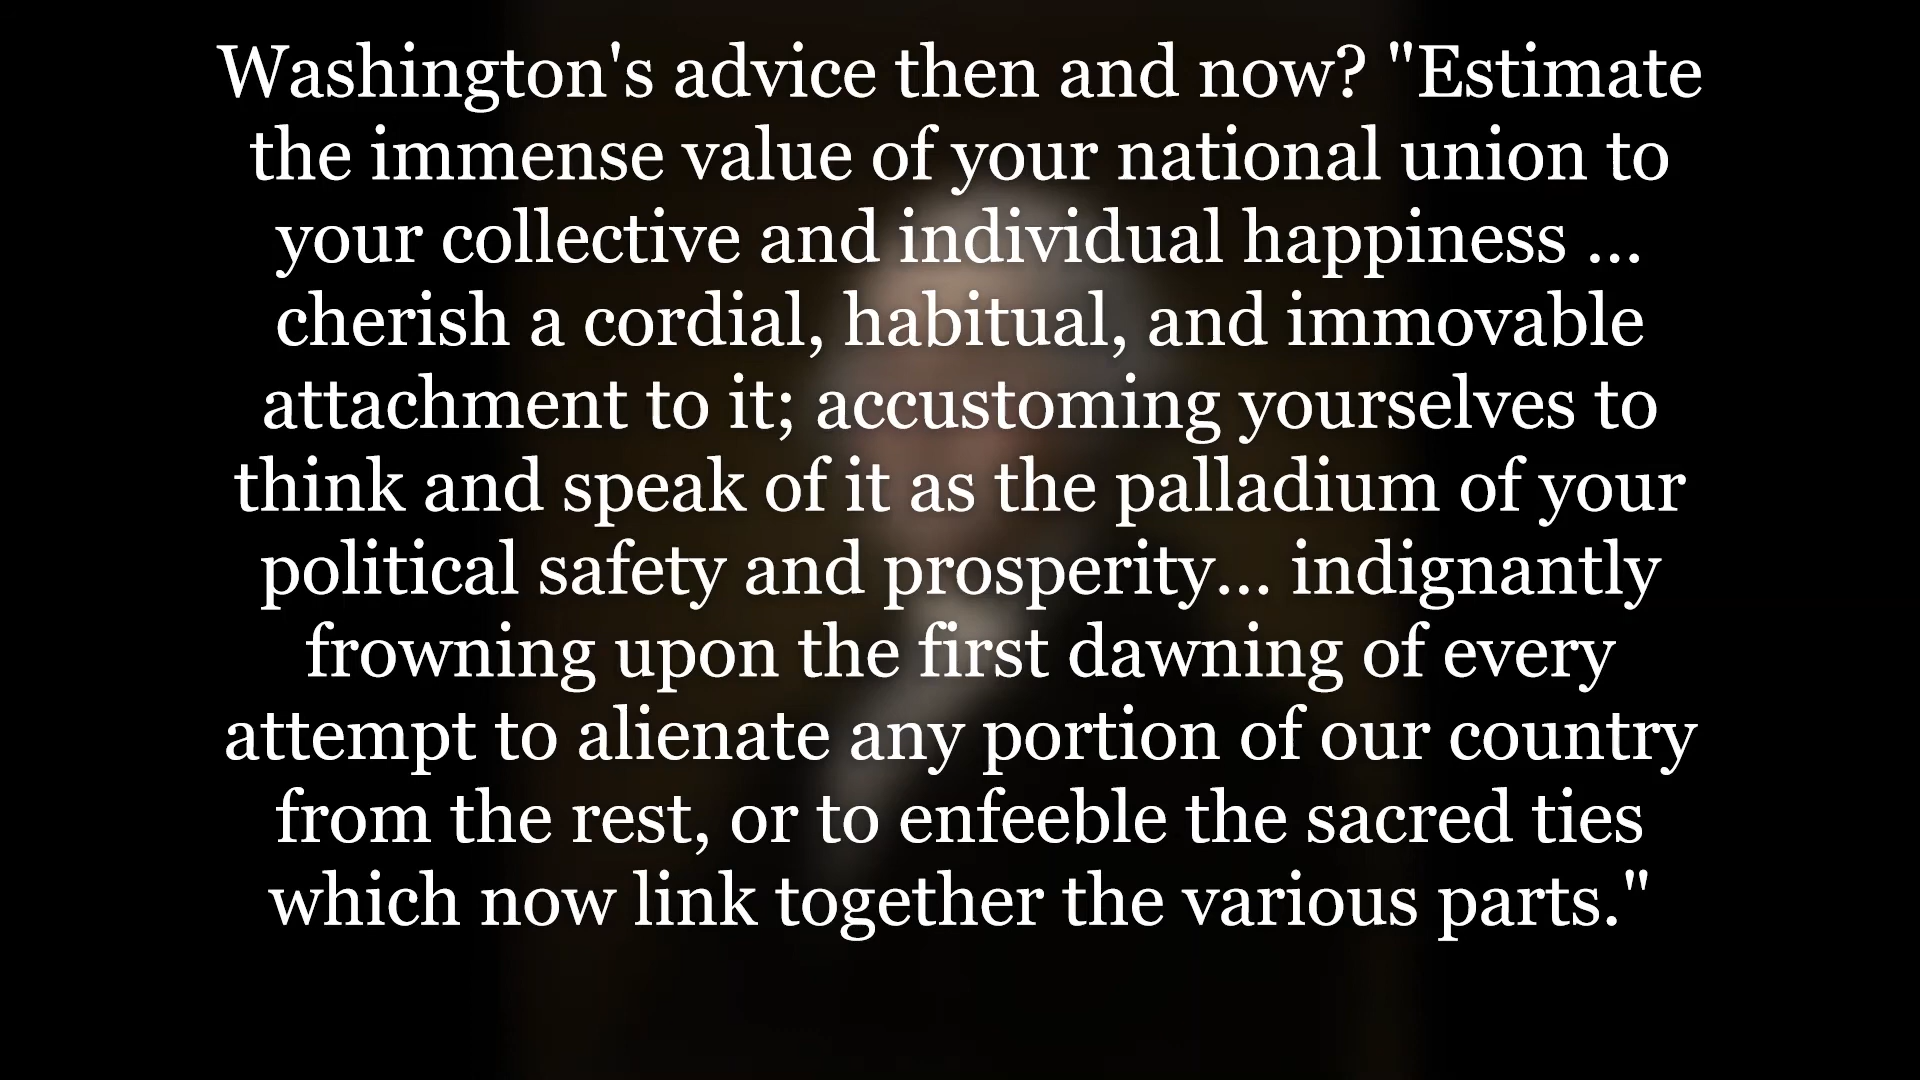 Washington's advice then and now? "Estimate
the immense value of your national union to
your collective and individual happiness ...
cherish a cordial, habitual, and immovable
attachment to it; accustoming yourselves to
think and speak of it as the palladium of your
political safety and prosperity... indignantly
frowning upon the first dawning of every
attempt to alienate any portion of our country
from the rest, or to enfeeble the sacred ties
which now link together the various parts."